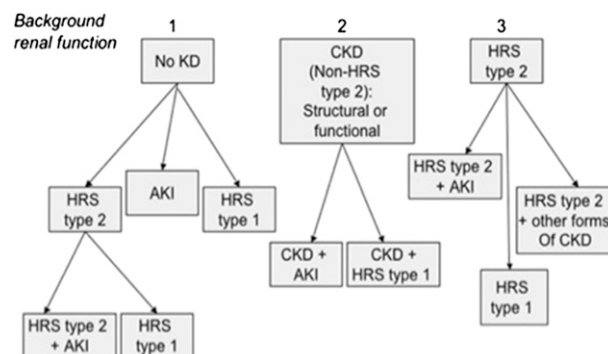 Background
renal function
1
2
3
No KD
CKD
(Non-HRS
type 2):
Structural or
functional
HRS
type 2
HRS
type 2
AKI
HRS
type 1
HRS type 2
+ AKI
HRS
type 1
CKD +
AKI
CKD +
HRS type 1
HRS type 2
+ AKI
HRS
type 1
HRS type 2
+ other forms
Of CKD